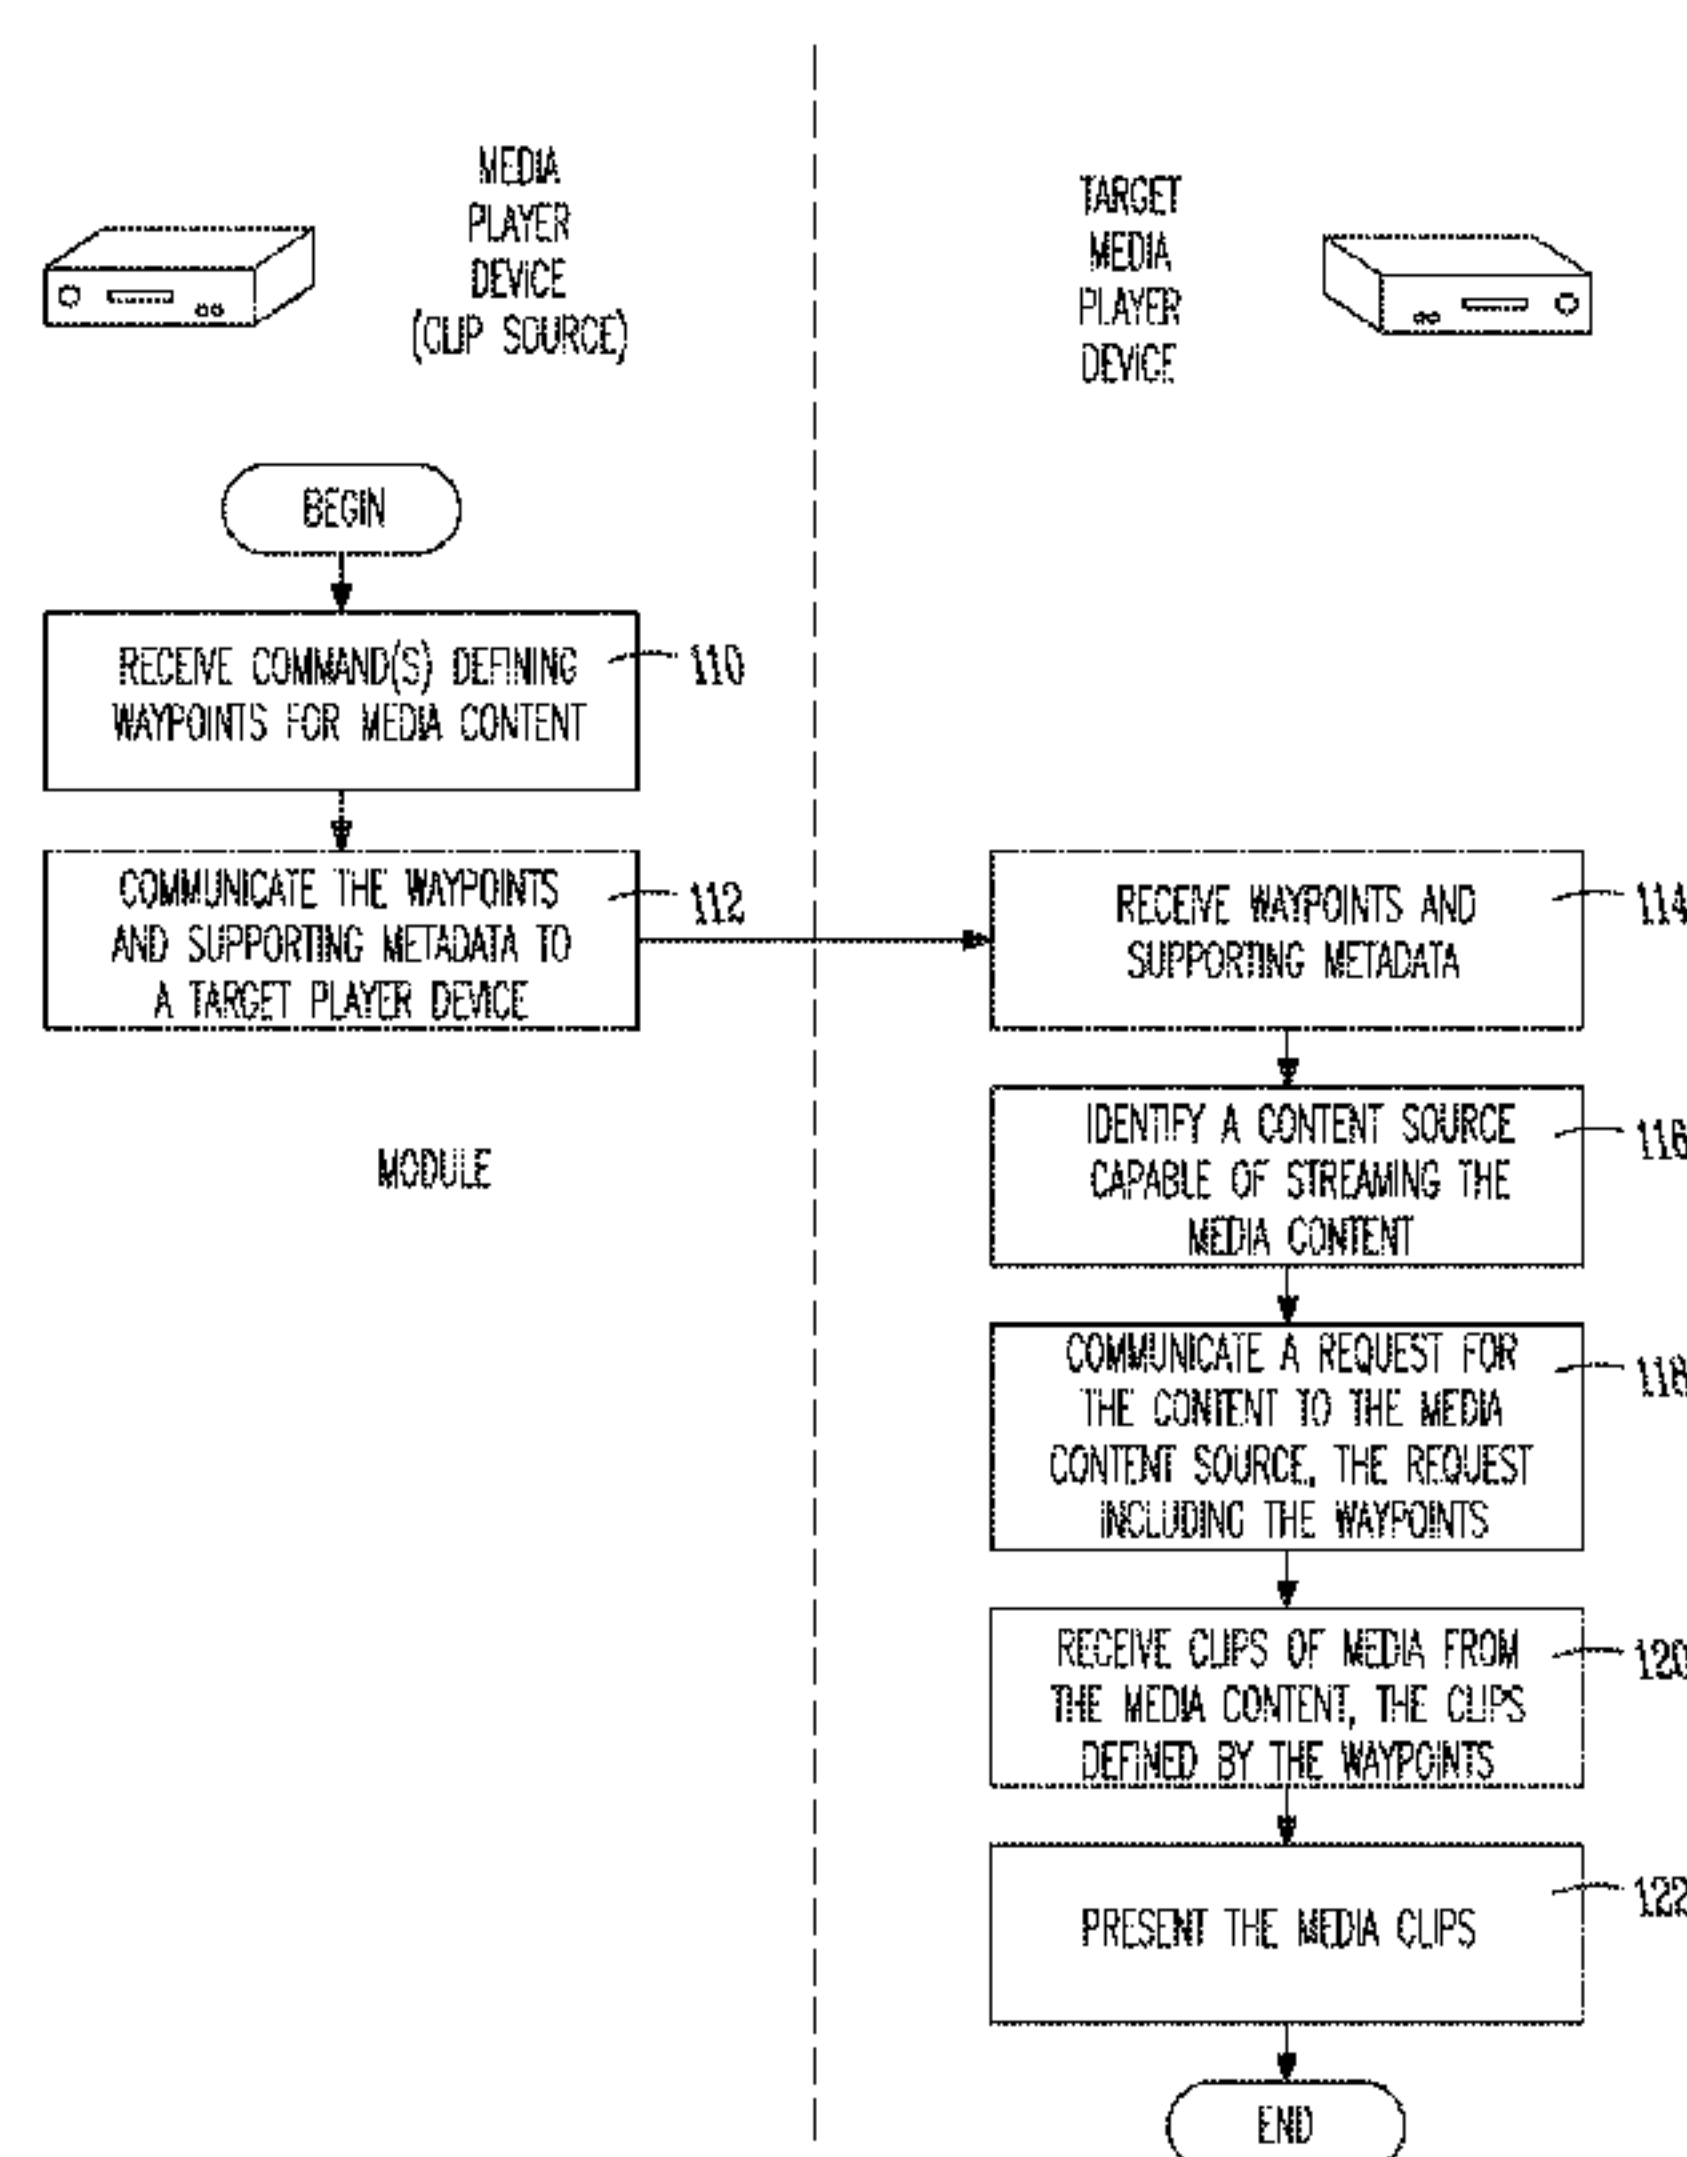 MEDIA
PLAYER
DEVICE
(CLIP SOURCE)
TARGET
MEDIA
PLAYER
DEVICE
BEGIN
RECEIVE COMMAND(S) DEFINING
WAYPOINTS FOR MEDIA CONTENT
110
COMMUNICATE THE WAYPOINTS
AND SUPPORTING METADATA TO
A TARGET PLAYER DEVICE
112
RECEIVE WAYPOINTS AND
SUPPORTING METADATA
114
MODULE
IDENTIFY A CONTENT SOURCE
CAPABLE OF STREAMING THE
MEDIA CONTENT
116
COMMUNICATE A REQUEST FOR
THE CONTENT TO THE MEDIA
CONTENT SOURCE, THE REQUEST
INCLUDING THE WAYPOINTS
118
RECEIVE CLIPS OF MEDIA FROM
THE MEDIA CONTENT, THE CLIPS
DEFINED BY THE WAYPOINTS
120
PRESENT THE MEDIA CLIPS
122
END